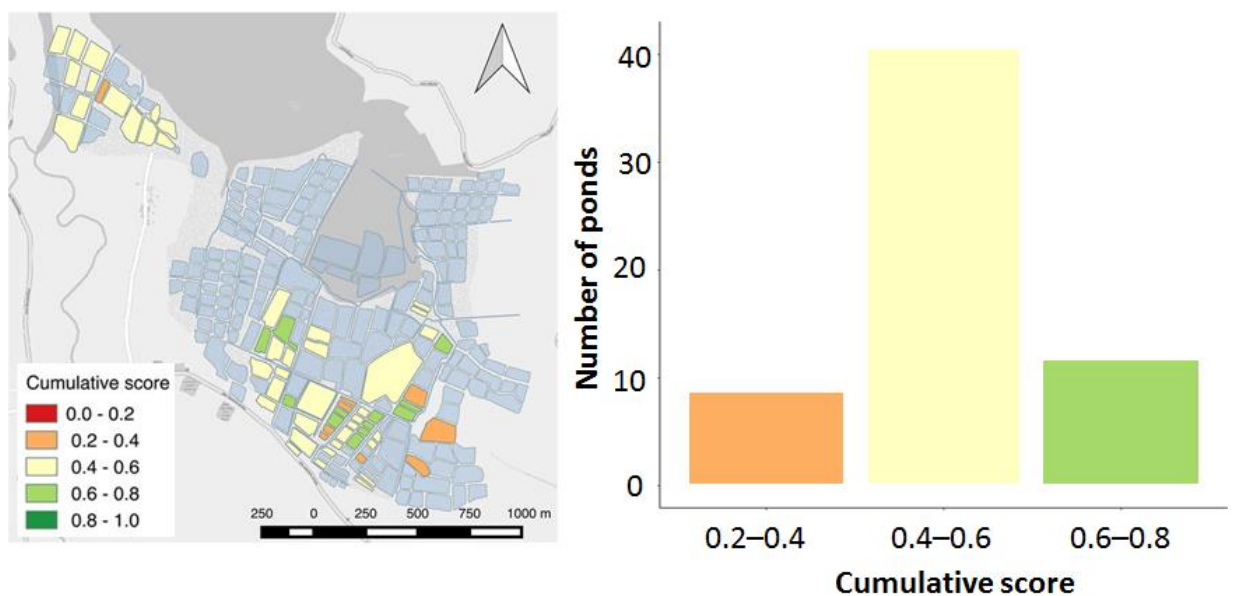 Cumulative score
0.0 - 0.2
0.2 - 0.4
0.4 - 0.6
0.6 - 0.8
0.8 - 1.0
250 0 250 500 750 1000 m
Number of ponds
40
30
20
10
0
0.2–0.4 0.4–0.6 0.6–0.8
Cumulative score